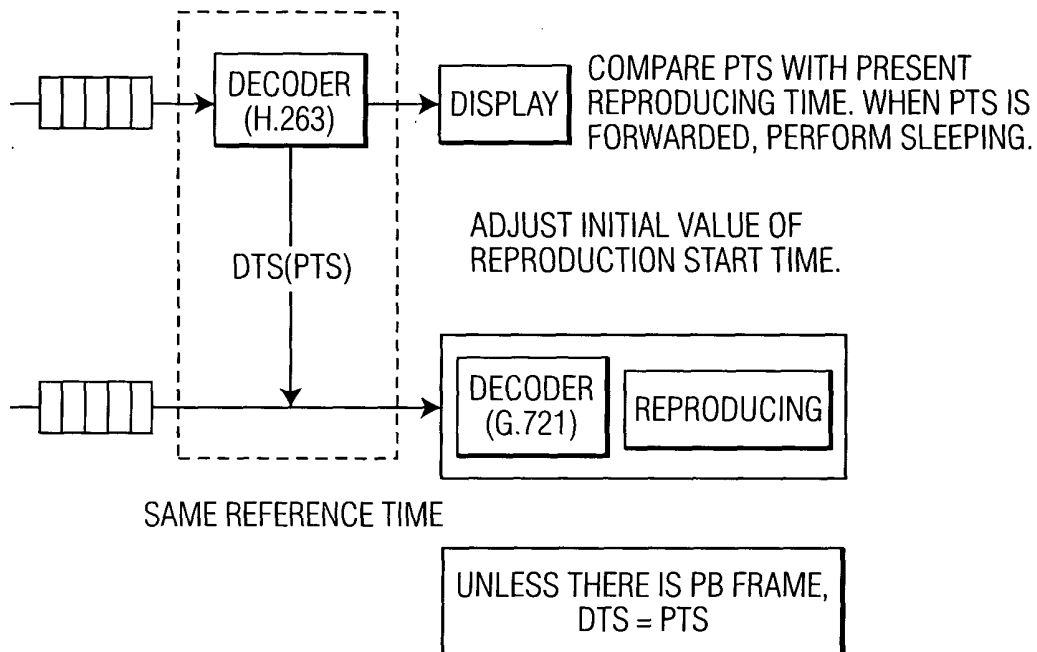 DECODER
(H.263)
DISPLAY
COMPARE PTS WITH PRESENT
REPRODUCING TIME. WHEN PTS IS
FORWARDED, PERFORM SLEEPING.
ADJUST INITIAL VALUE OF
REPRODUCTION START TIME.
DTS(PTS)
DECODER
(G.721)
REPRODUCING
SAME REFERENCE TIME
UNLESS THERE IS PB FRAME,
DTS = PTS